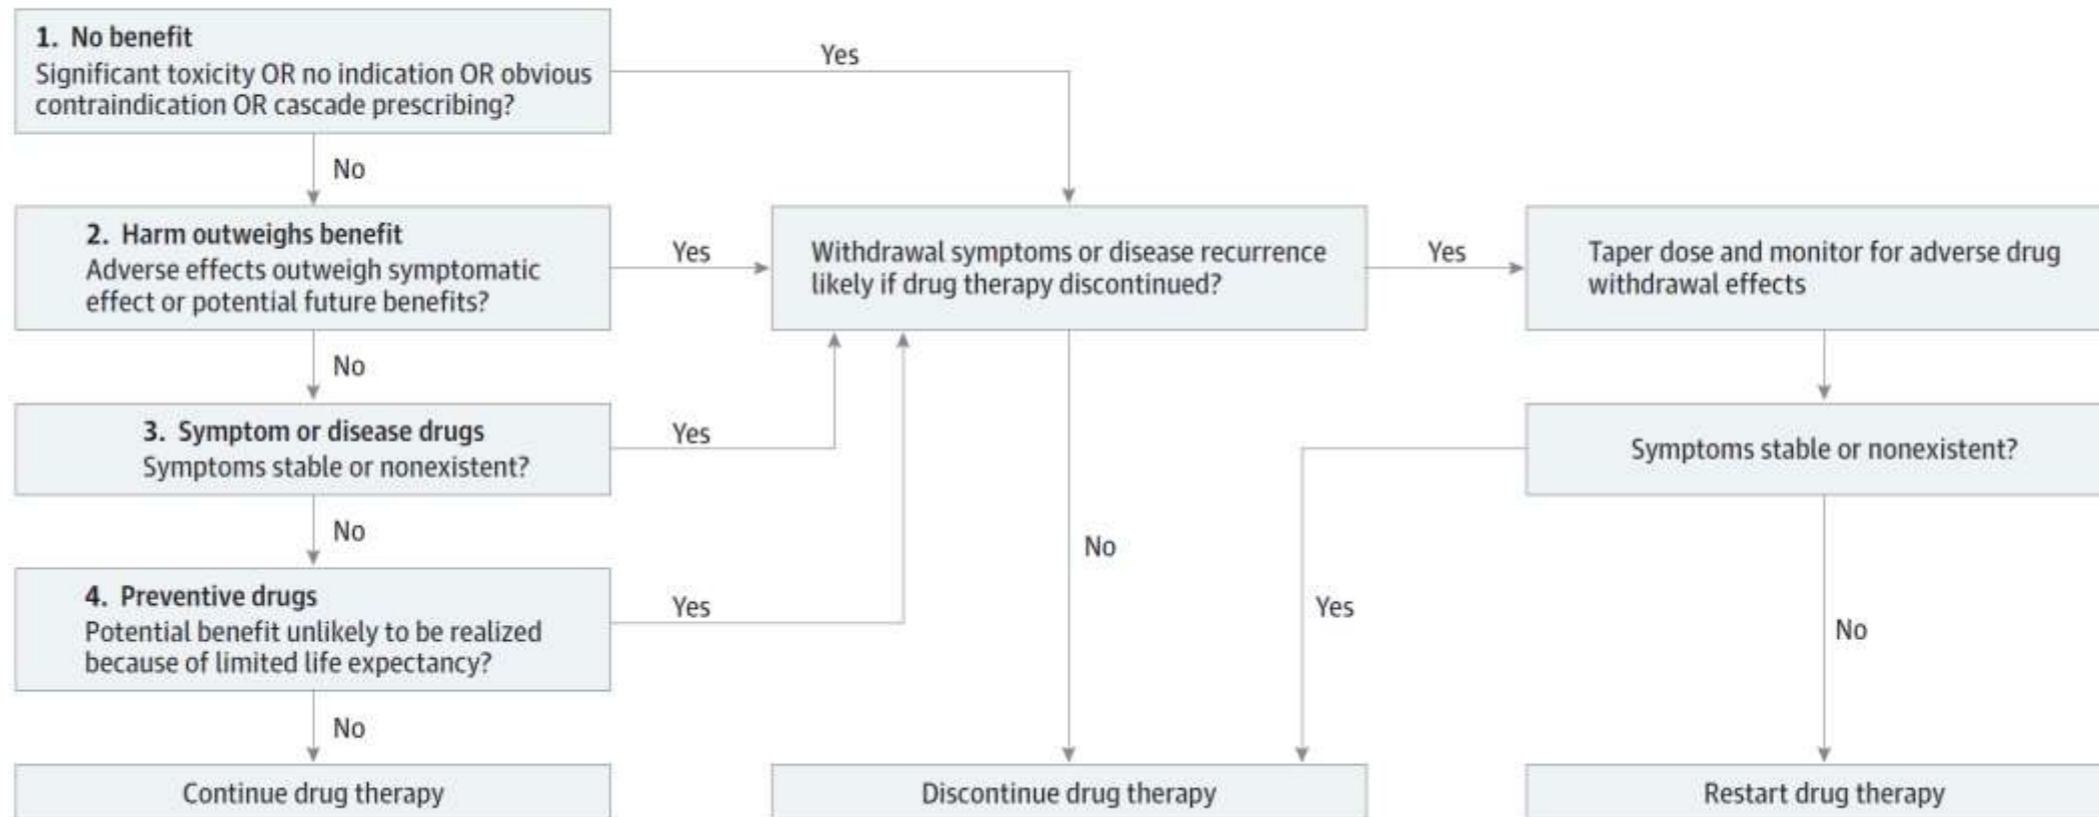 1. No benefit
Significant toxicity OR no indication OR obvious
contraindication OR cascade prescribing?
Yes
No
2. Harm outweighs benefit
Adverse effects outweigh symptomatic
effect or potential future benefits?
Yes
Withdrawal symptoms or disease recurrence
likely if drug therapy discontinued?
Yes
Taper dose and monitor for adverse drug
withdrawal effects
No
3. Symptom or disease drugs
Symptoms stable or nonexistent?
Yes
Symptoms stable or nonexistent?
No
No
4. Preventive drugs
Potential benefit unlikely to be realized
because of limited life expectancy?
Yes
Yes
No
No
Continue drug therapy
Discontinue drug therapy
Restart drug therapy